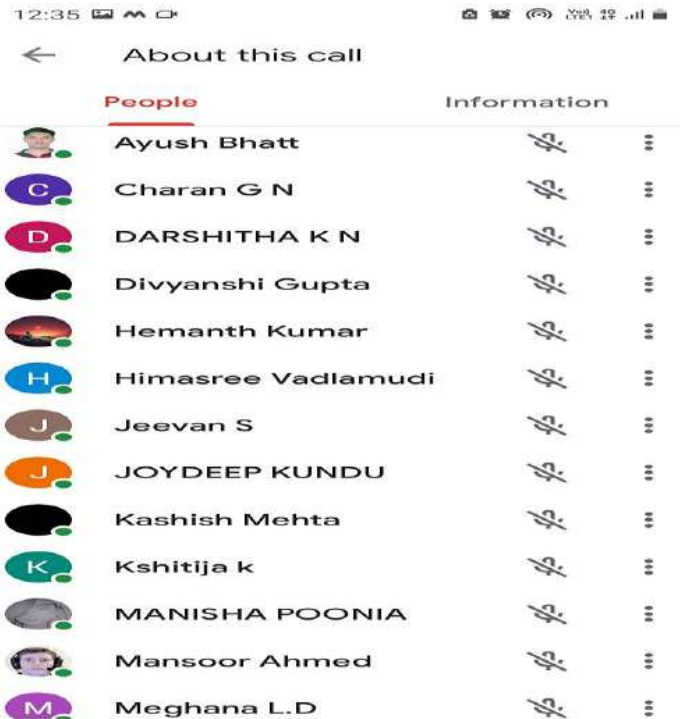 12:35
About this call
People Information
Ayush Bhatt
C Charan G N
D DARSHITHA K N
Divyanshi Gupta
Hemanth Kumar
H Himasree Vadlamudi
J Jeevan S
J JOYDEEP KUNDU
Kashish Mehta
K Kshitija k
MANISHA POONIA
Mansoor Ahmed
M Meghana L.D